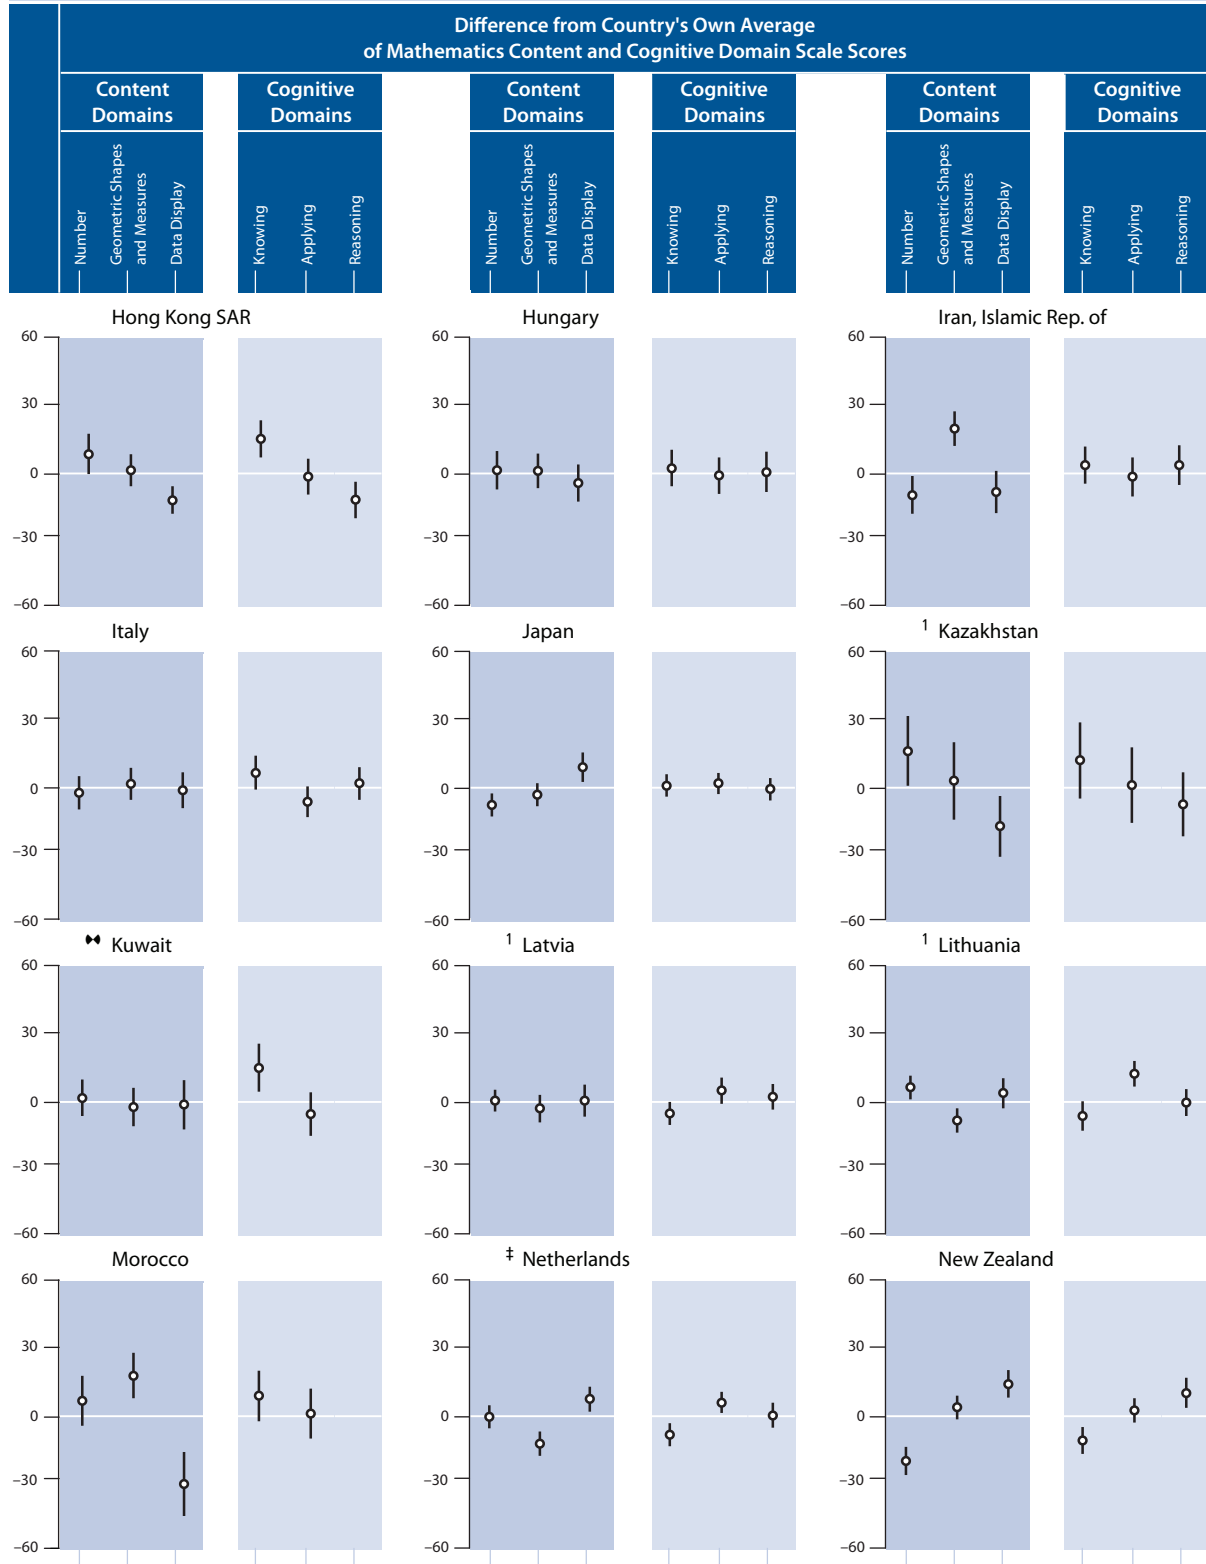 Difference from Country's Own Average
of Mathematics Content and Cognitive Domain Scale Scores
Content
Domains
Cognitive
Domains
Content
Domains
Cognitive
Domains
Content
Domains
Cognitive
Domains
Number
Geometric Shapes
and Measures
Data Display
Knowing
Applying
Reasoning
Number
Geometric Shapes
and Measures
Data Display
Knowing
Applying
Reasoning
Number
Geometric Shapes
and Measures
Data Display
Knowing
Applying
Reasoning
Hong Kong SAR
60
30
0
–30
–60
Hungary
60
30
0
–30
–60
Iran, Islamic Rep. of
60
30
0
–30
–60
Italy
60
30
0
–30
–60
Japan
60
30
0
–30
–60
1 Kazakhstan
60
30
0
–30
–60
Kuwait
60
30
0
–30
–60
1 Latvia
60
30
0
–30
–60
1 Lithuania
60
30
0
–30
–60
Morocco
60
30
0
–30
–60
‡ Netherlands
60
30
0
–30
–60
New Zealand
60
30
0
–30
–60